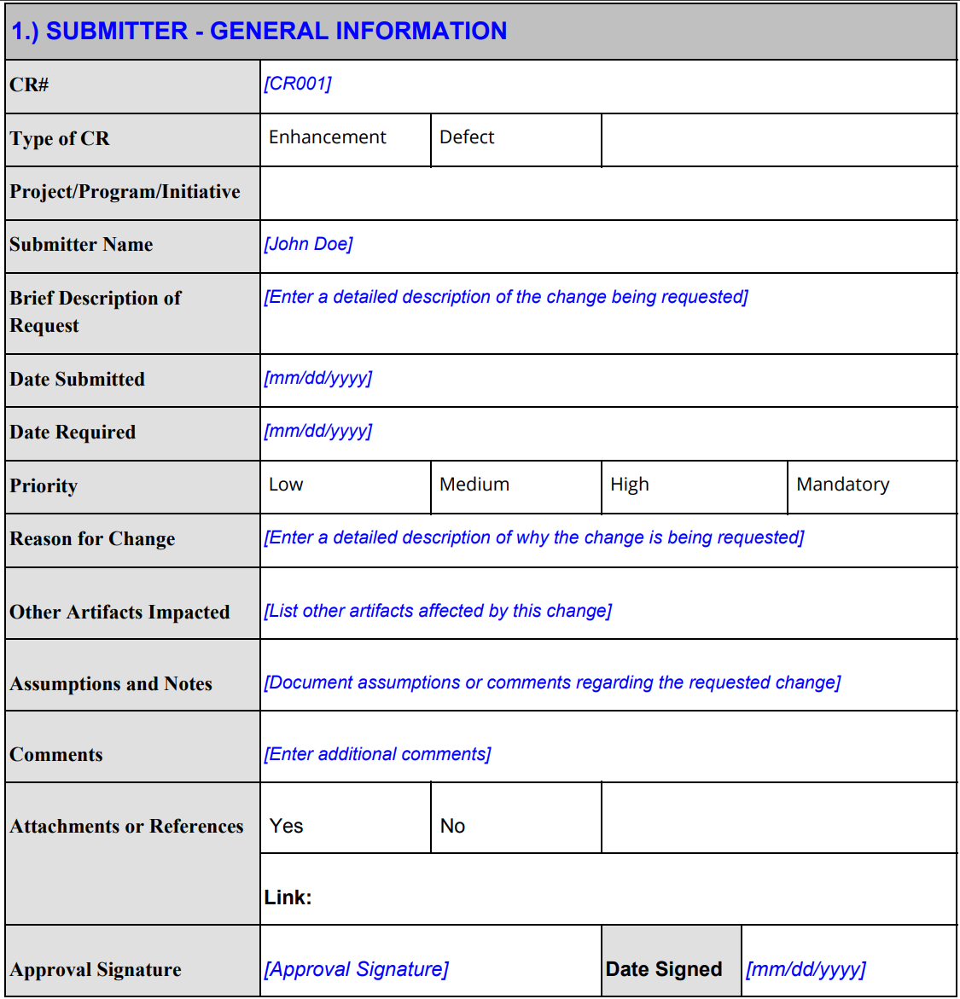 1.) SUBMITTER - GENERAL INFORMATION
CR#
[CR001]
Type of CR
Enhancement
Defect
Project/Program/Initiative
Submitter Name
[John Doe]
Brief Description of
Request
[Enter a detailed description of the change being requested]
Date Submitted
[mm/dd/yyyy]
Date Required
[mm/dd/yyyy]
Priority
Low
Medium
High
Mandatory
Reason for Change
[Enter a detailed description of why the change is being requested]
Other Artifacts Impacted
[List other artifacts affected by this change]
Assumptions and Notes
[Document assumptions or comments regarding the requested change]
Comments
[Enter additional comments]
Attachments or References
Yes
No
Link:
Approval Signature
[Approval Signature]
Date Signed
[mm/dd/yyyy]